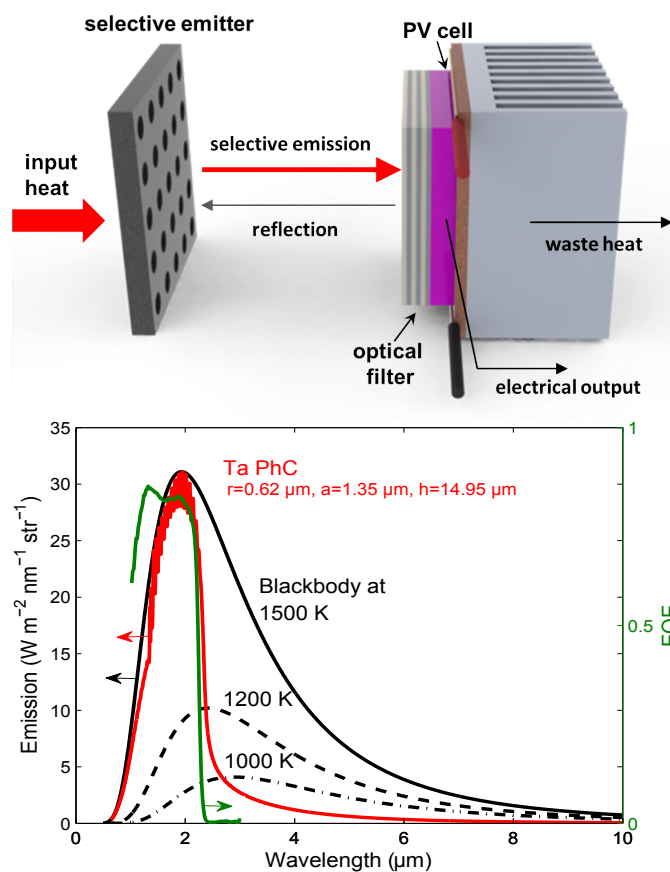 selective emitter
PV cell
input
heat
selective emission
reflection
waste heat
optical
filter
electrical output
35
30
25
20
15
10
5
0
Emission (W m⁻² nm⁻¹ str⁻¹)
Ta PhC
r=0.62 µm, a=1.35 µm, h=14.95 µm
Blackbody at
1500 K
1200 K
1000 K
1
0.5
0
0
2
4
6
8
10
Wavelength (µm)